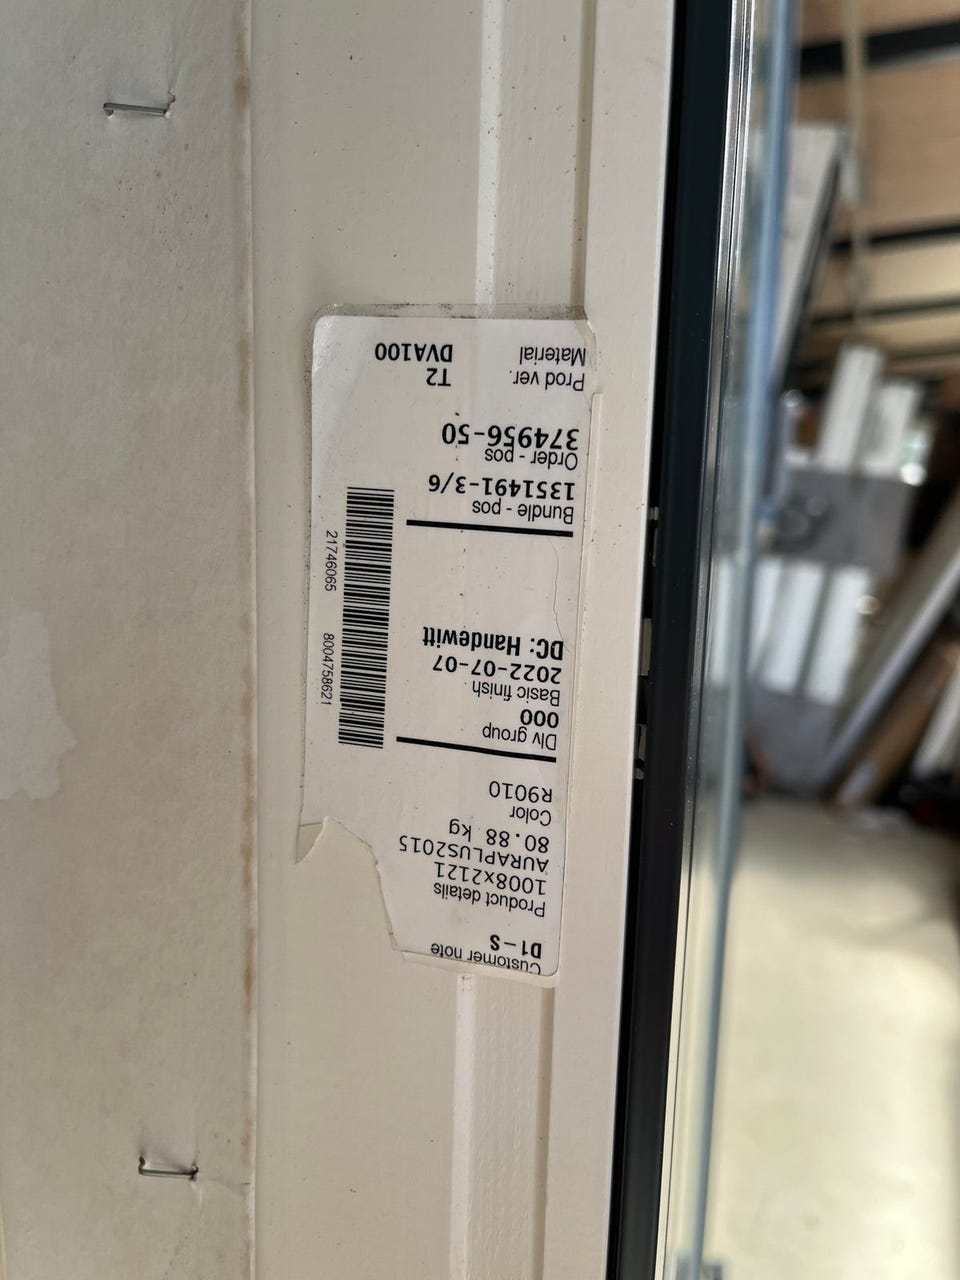 Customer note
D1-S
Product details
1008x2121
AURAPLUS2015
80.88 kg
Color
R9010
Dlv group
000
Basic finish
2022-07-07
DC: Handewitt
Bundle - pos
1351491-3/6
Order - pos
374956-50
Prod ver. T2
Material DVA100
8004758621 21746065